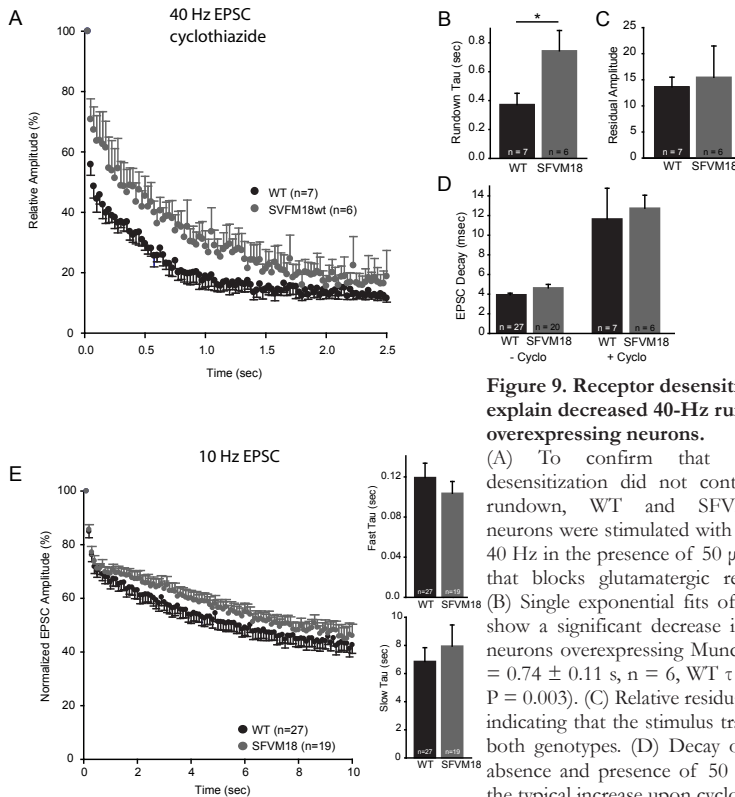 A
40 Hz EPSC
cyclothiazide
Relative Amplitude (%)
100
80
60
40
20
0
WT (n=7)
SVFM18wt (n=6)
0.0
0.5
1.0
1.5
2.0
2.5
Time (sec)
B
*
Rundown Tau (sec)
0.8
0.6
0.4
0.2
0.0
n = 7
n = 6
WT SFVM18
C
Residual Amplitude
25
20
15
10
5
0
n = 7
n = 6
WT SFVM18
D
EPSC Decay (msec)
14
12
10
8
6
4
2
0
n = 27
n = 20
n = 7
n = 6
WT SFVM18
WT SFVM18
- Cyclo
+ Cyclo
Figure 9. Receptor desensiti
explain decreased 40-Hz ru
overexpressing neurons.
(A) To confirm that
desensitization did not cont
rundown, WT and SFV
neurons were stimulated with
40 Hz in the presence of 50 µ
that blocks glutamatergic re
(B) Single exponential fits of
show a significant decrease i
neurons overexpressing Munc
= 0.74 ± 0.11 s, n = 6, WT τ
P = 0.003). (C) Relative residu
indicating that the stimulus tra
both genotypes. (D) Decay o
absence and presence of 50
the typical increase upon cyclo
E
10 Hz EPSC
Normalized EPSC Amplitude (%)
100
80
60
40
20
0
WT (n=27)
SFVM18 (n=19)
0
2
4
6
8
10
Time (sec)
Fast Tau (sec)
0.12
0.08
0.04
0.0
n=27
n=19
WT SFVM18
Slow Tau (sec)
10
8
6
4
2
0
n=27
n=19
WT SFVM18